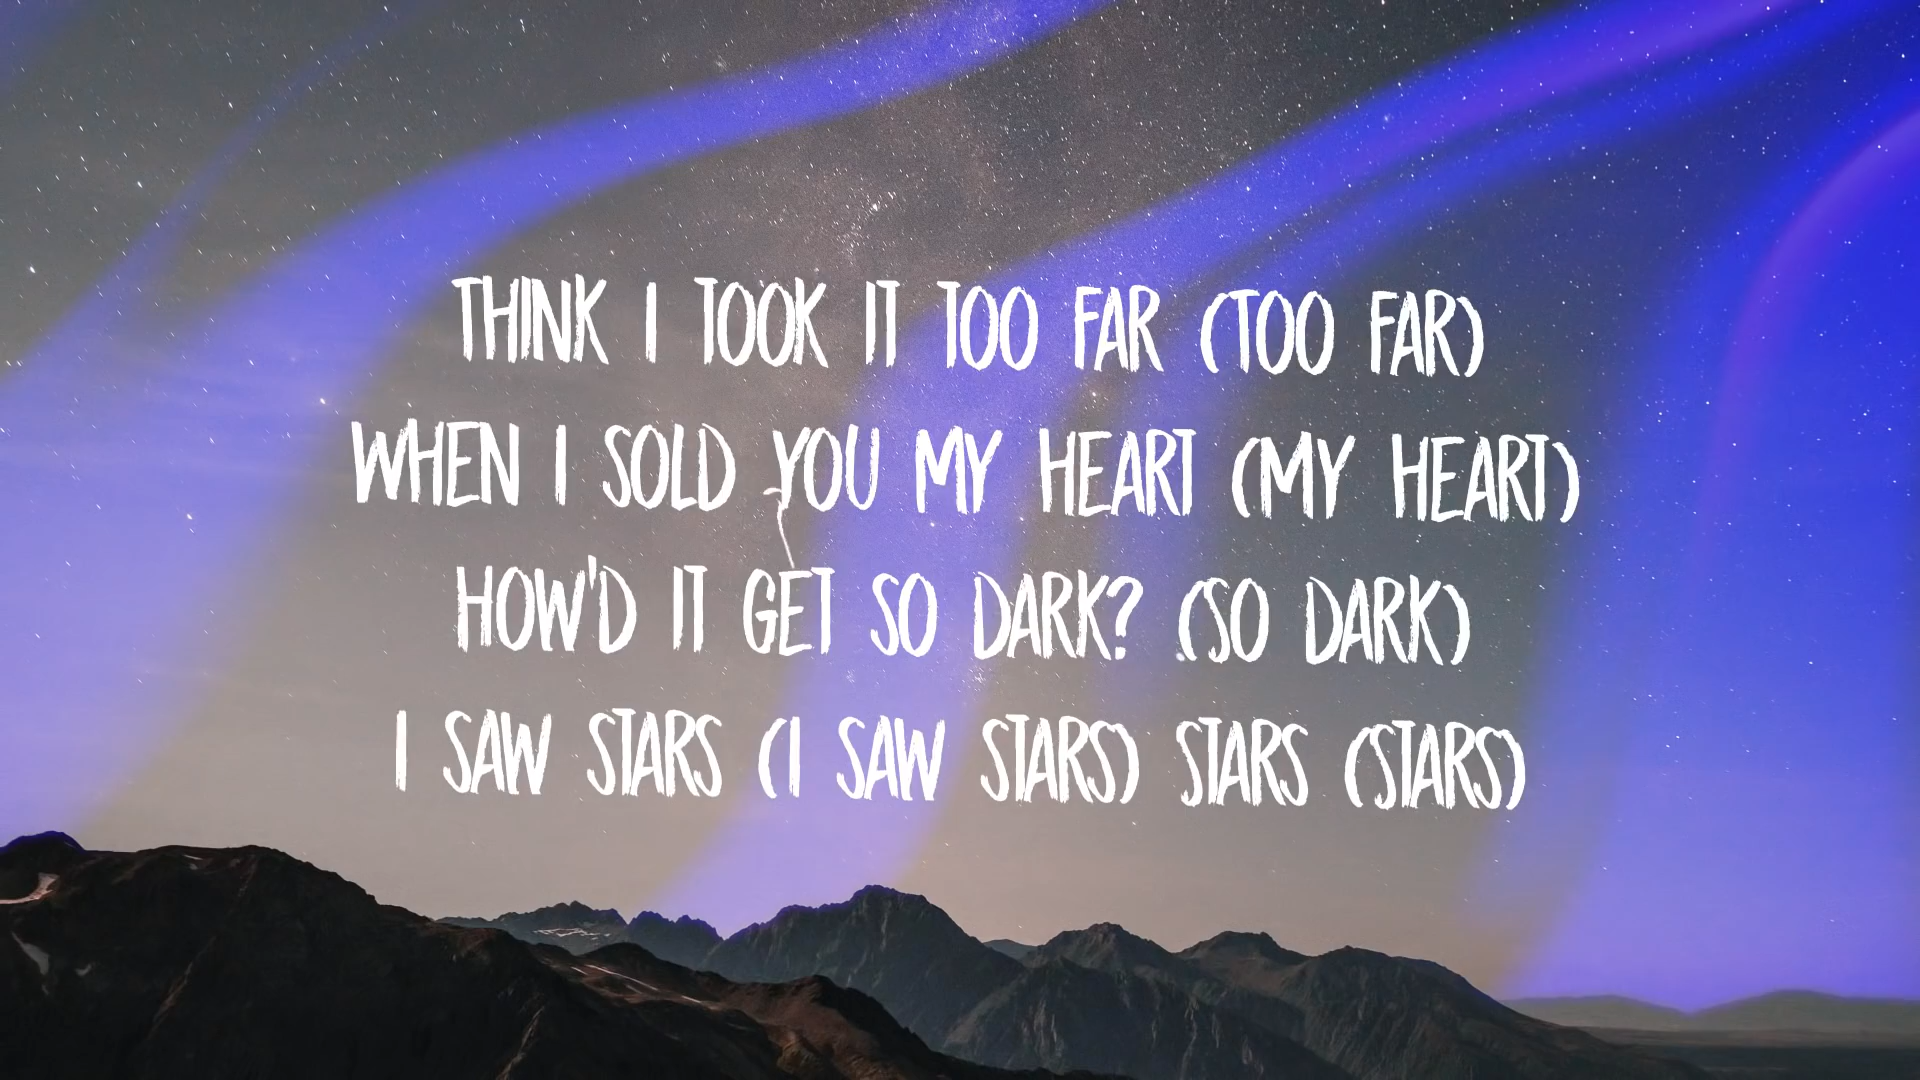 THINK I TOOK IT TOO FAR (TOO FAR)
WHEN I SOLD YOU MY HEART (MY HEART)
HOW'D IT GET SO DARK? (SO DARK)
I SAW STARS (I SAW STARS) STARS (STARS)